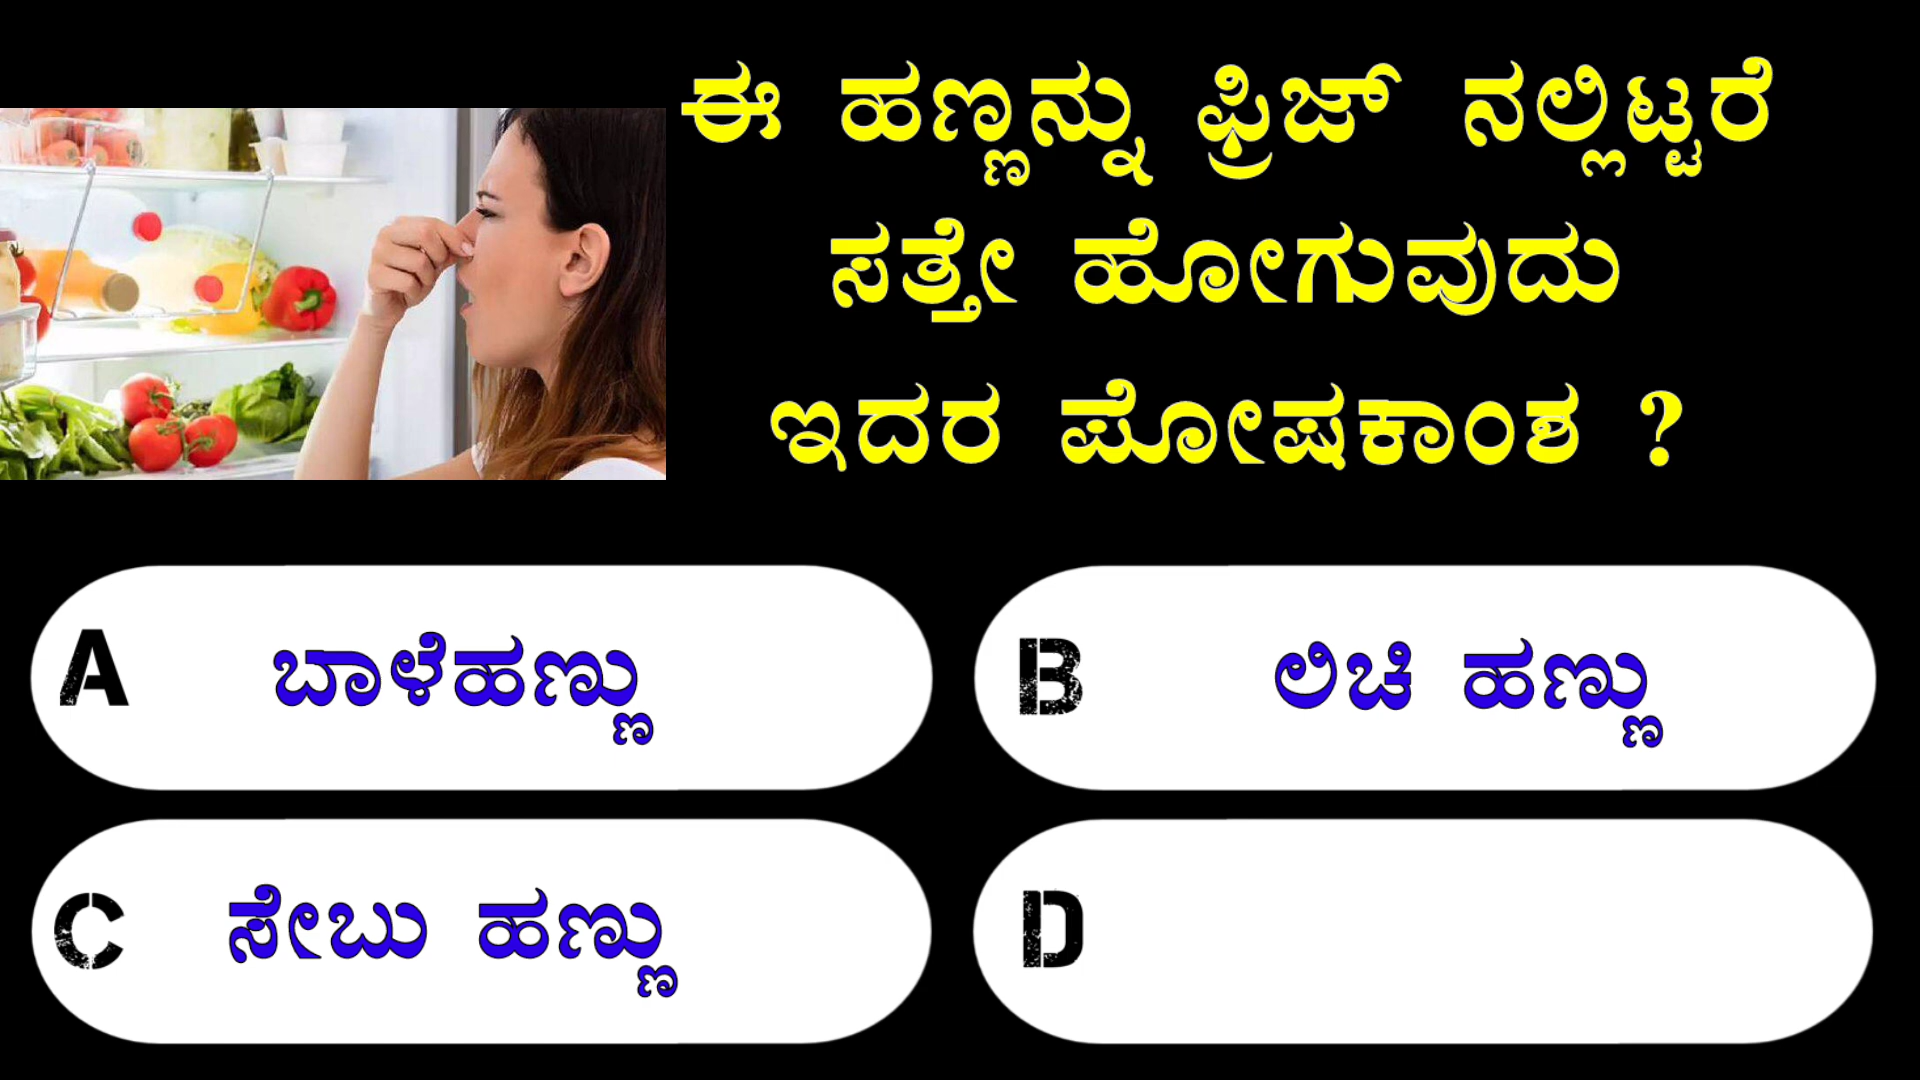 ಈ ಹಣ್ಣನ್ನು ಫ್ರಿಜ್ ನಲ್ಲಿಟ್ಟರೆ
ಸತ್ತೇ ಹೋಗುವುದು
ಇದರ ಪೋಷಕಾಂಶ ?
A ಬಾಳೆಹಣ್ಣು
B ಲಿಚಿ ಹಣ್ಣು
C ಸೇಬು ಹಣ್ಣು
D